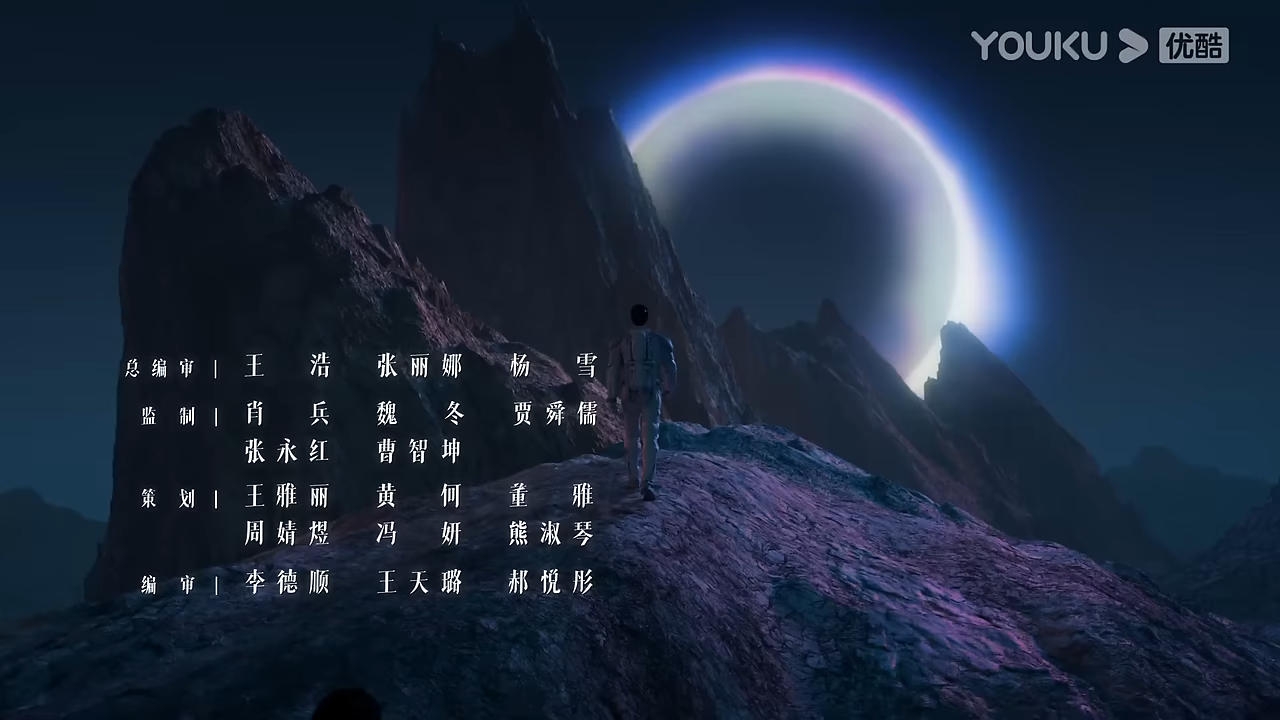 YOUKU 优酷
总编审 | 王浩 张丽娜 杨雪
监制 | 肖兵 魏冬 贾舜儒
张永红 曹智坤
策划 | 王雅丽 黄何 董雅
周婧煜 冯妍 熊淑琴
编审 | 李德顺 王天璐 郝悦彤